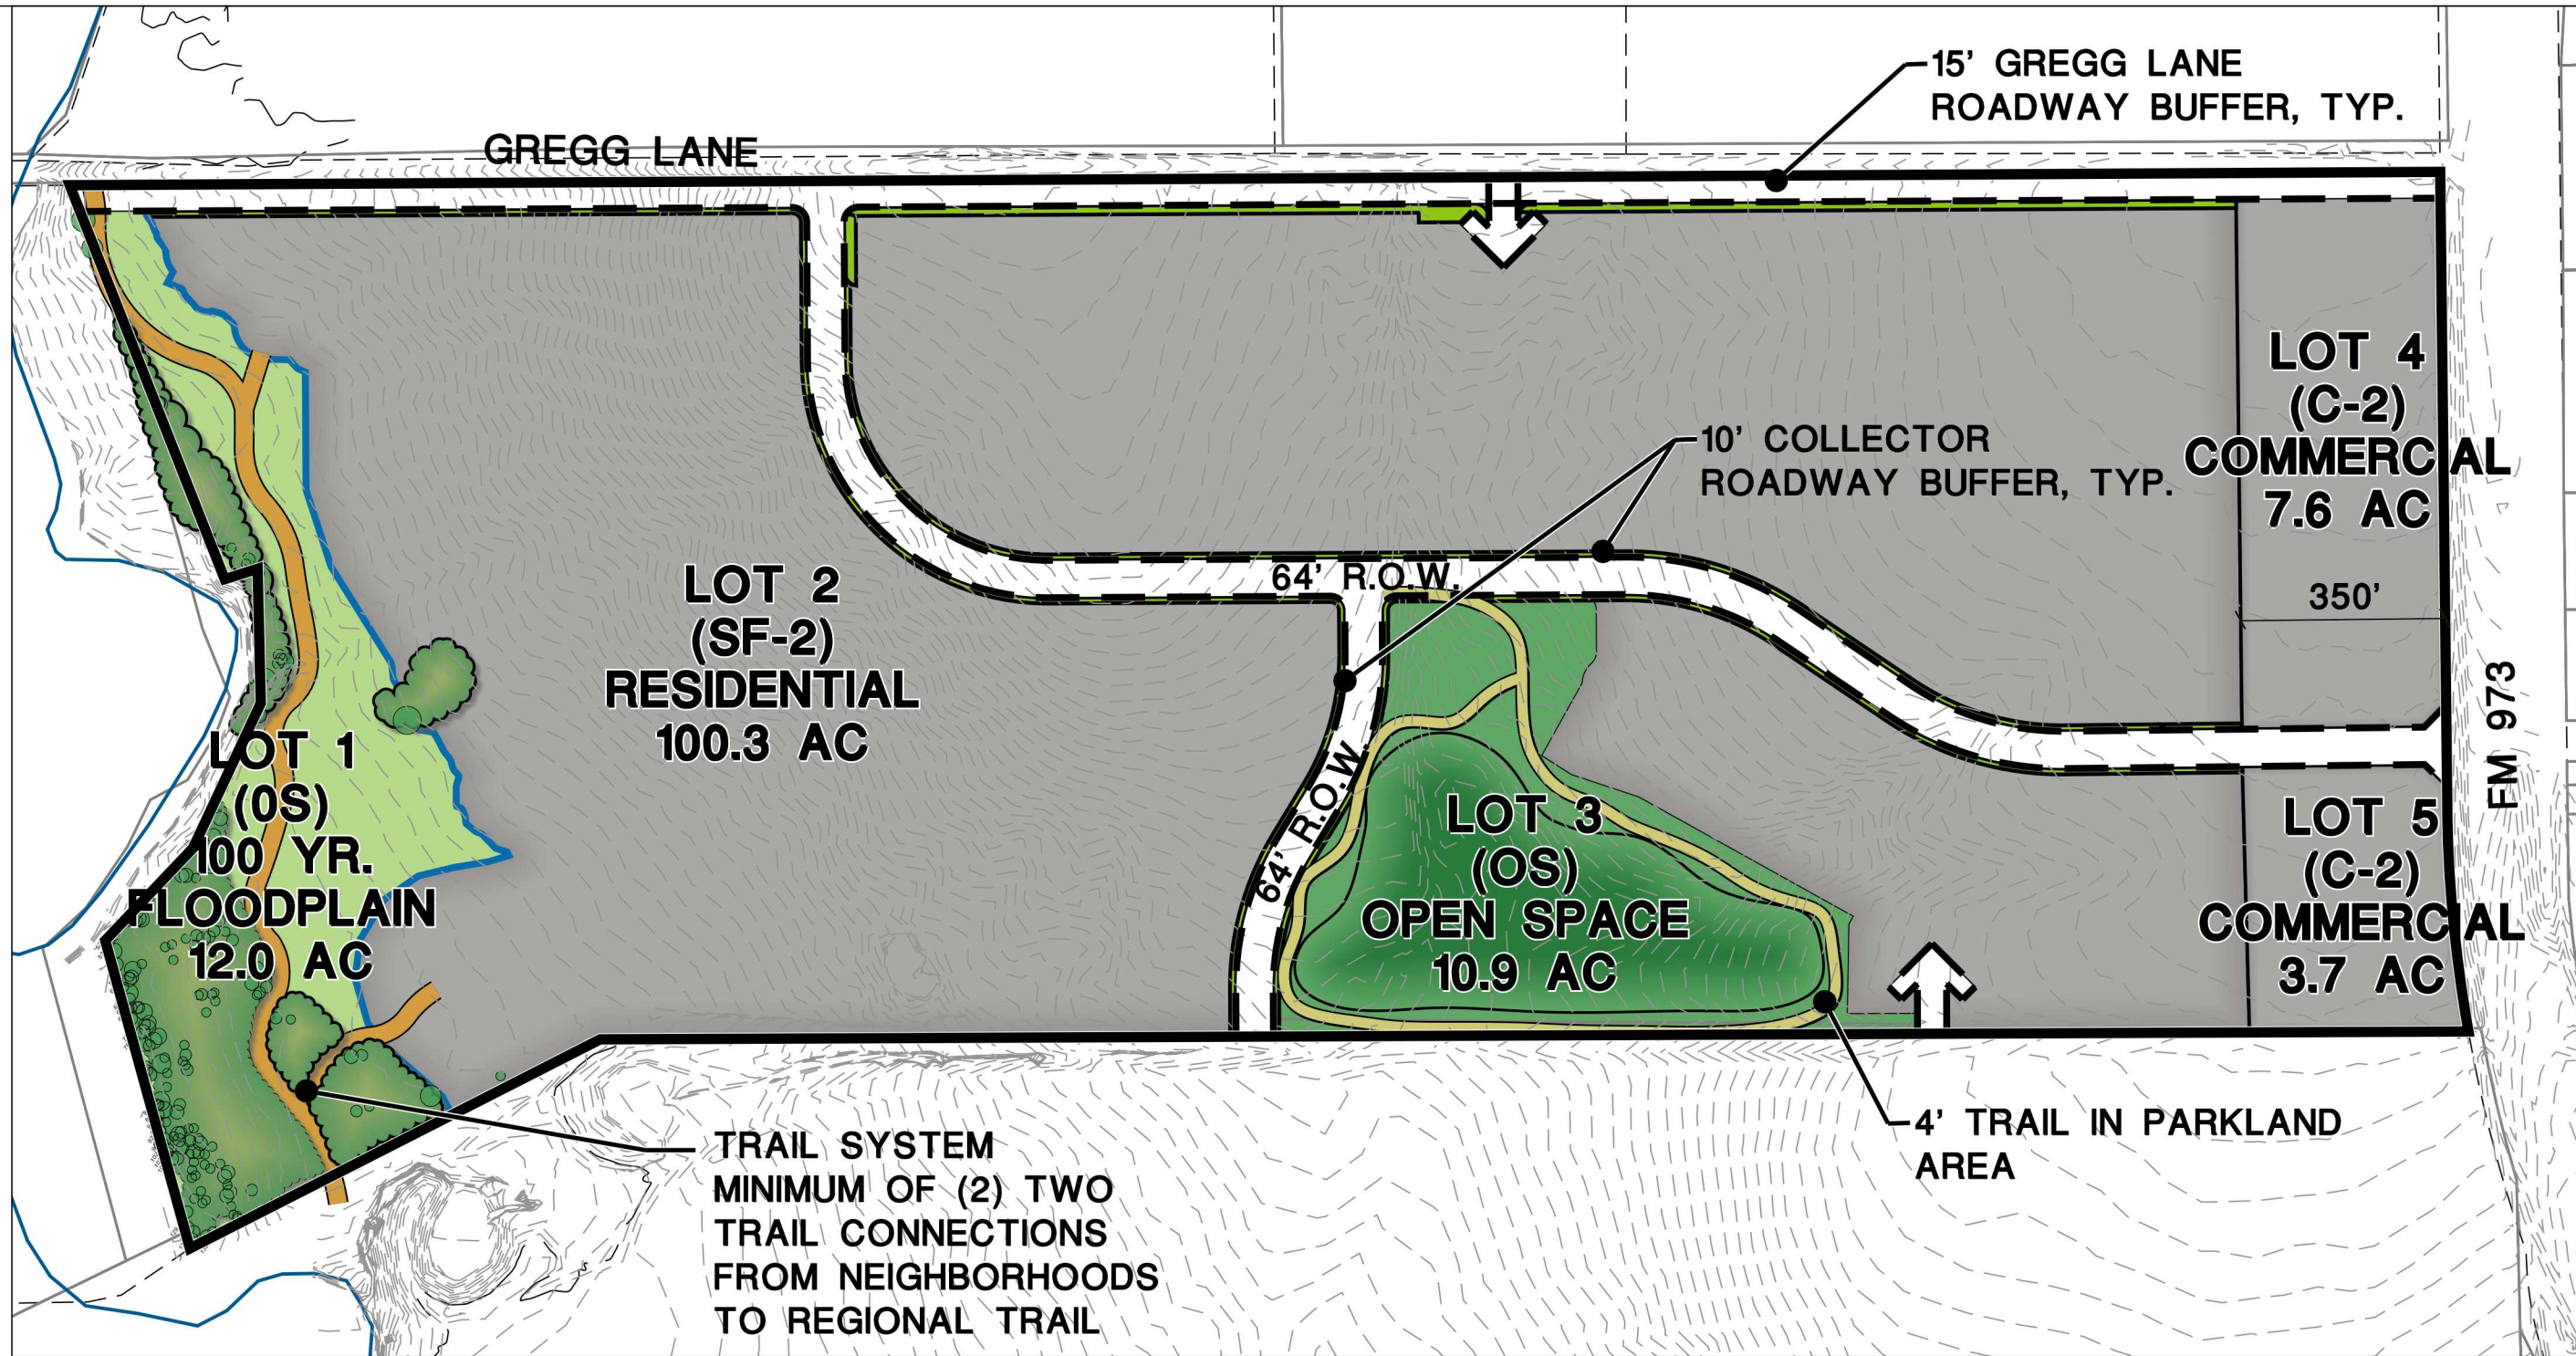 15' GREGG LANE
ROADWAY BUFFER, TYP.
GREGG LANE
LOT 4
(C-2)
COMMERCIAL
7.6 AC
350'
10' COLLECTOR
ROADWAY BUFFER, TYP.
64' R.O.W.
LOT 2
(SF-2)
RESIDENTIAL
100.3 AC
FM 973
LOT 1
(0S)
100 YR.
FLOODPLAIN
12.0 AC
64' R.O.W.
LOT 3
(OS)
OPEN SPACE
10.9 AC
LOT 5
(C-2)
COMMERCIAL
3.7 AC
TRAIL SYSTEM
MINIMUM OF (2) TWO
TRAIL CONNECTIONS
FROM NEIGHBORHOODS
TO REGIONAL TRAIL
4' TRAIL IN PARKLAND
AREA